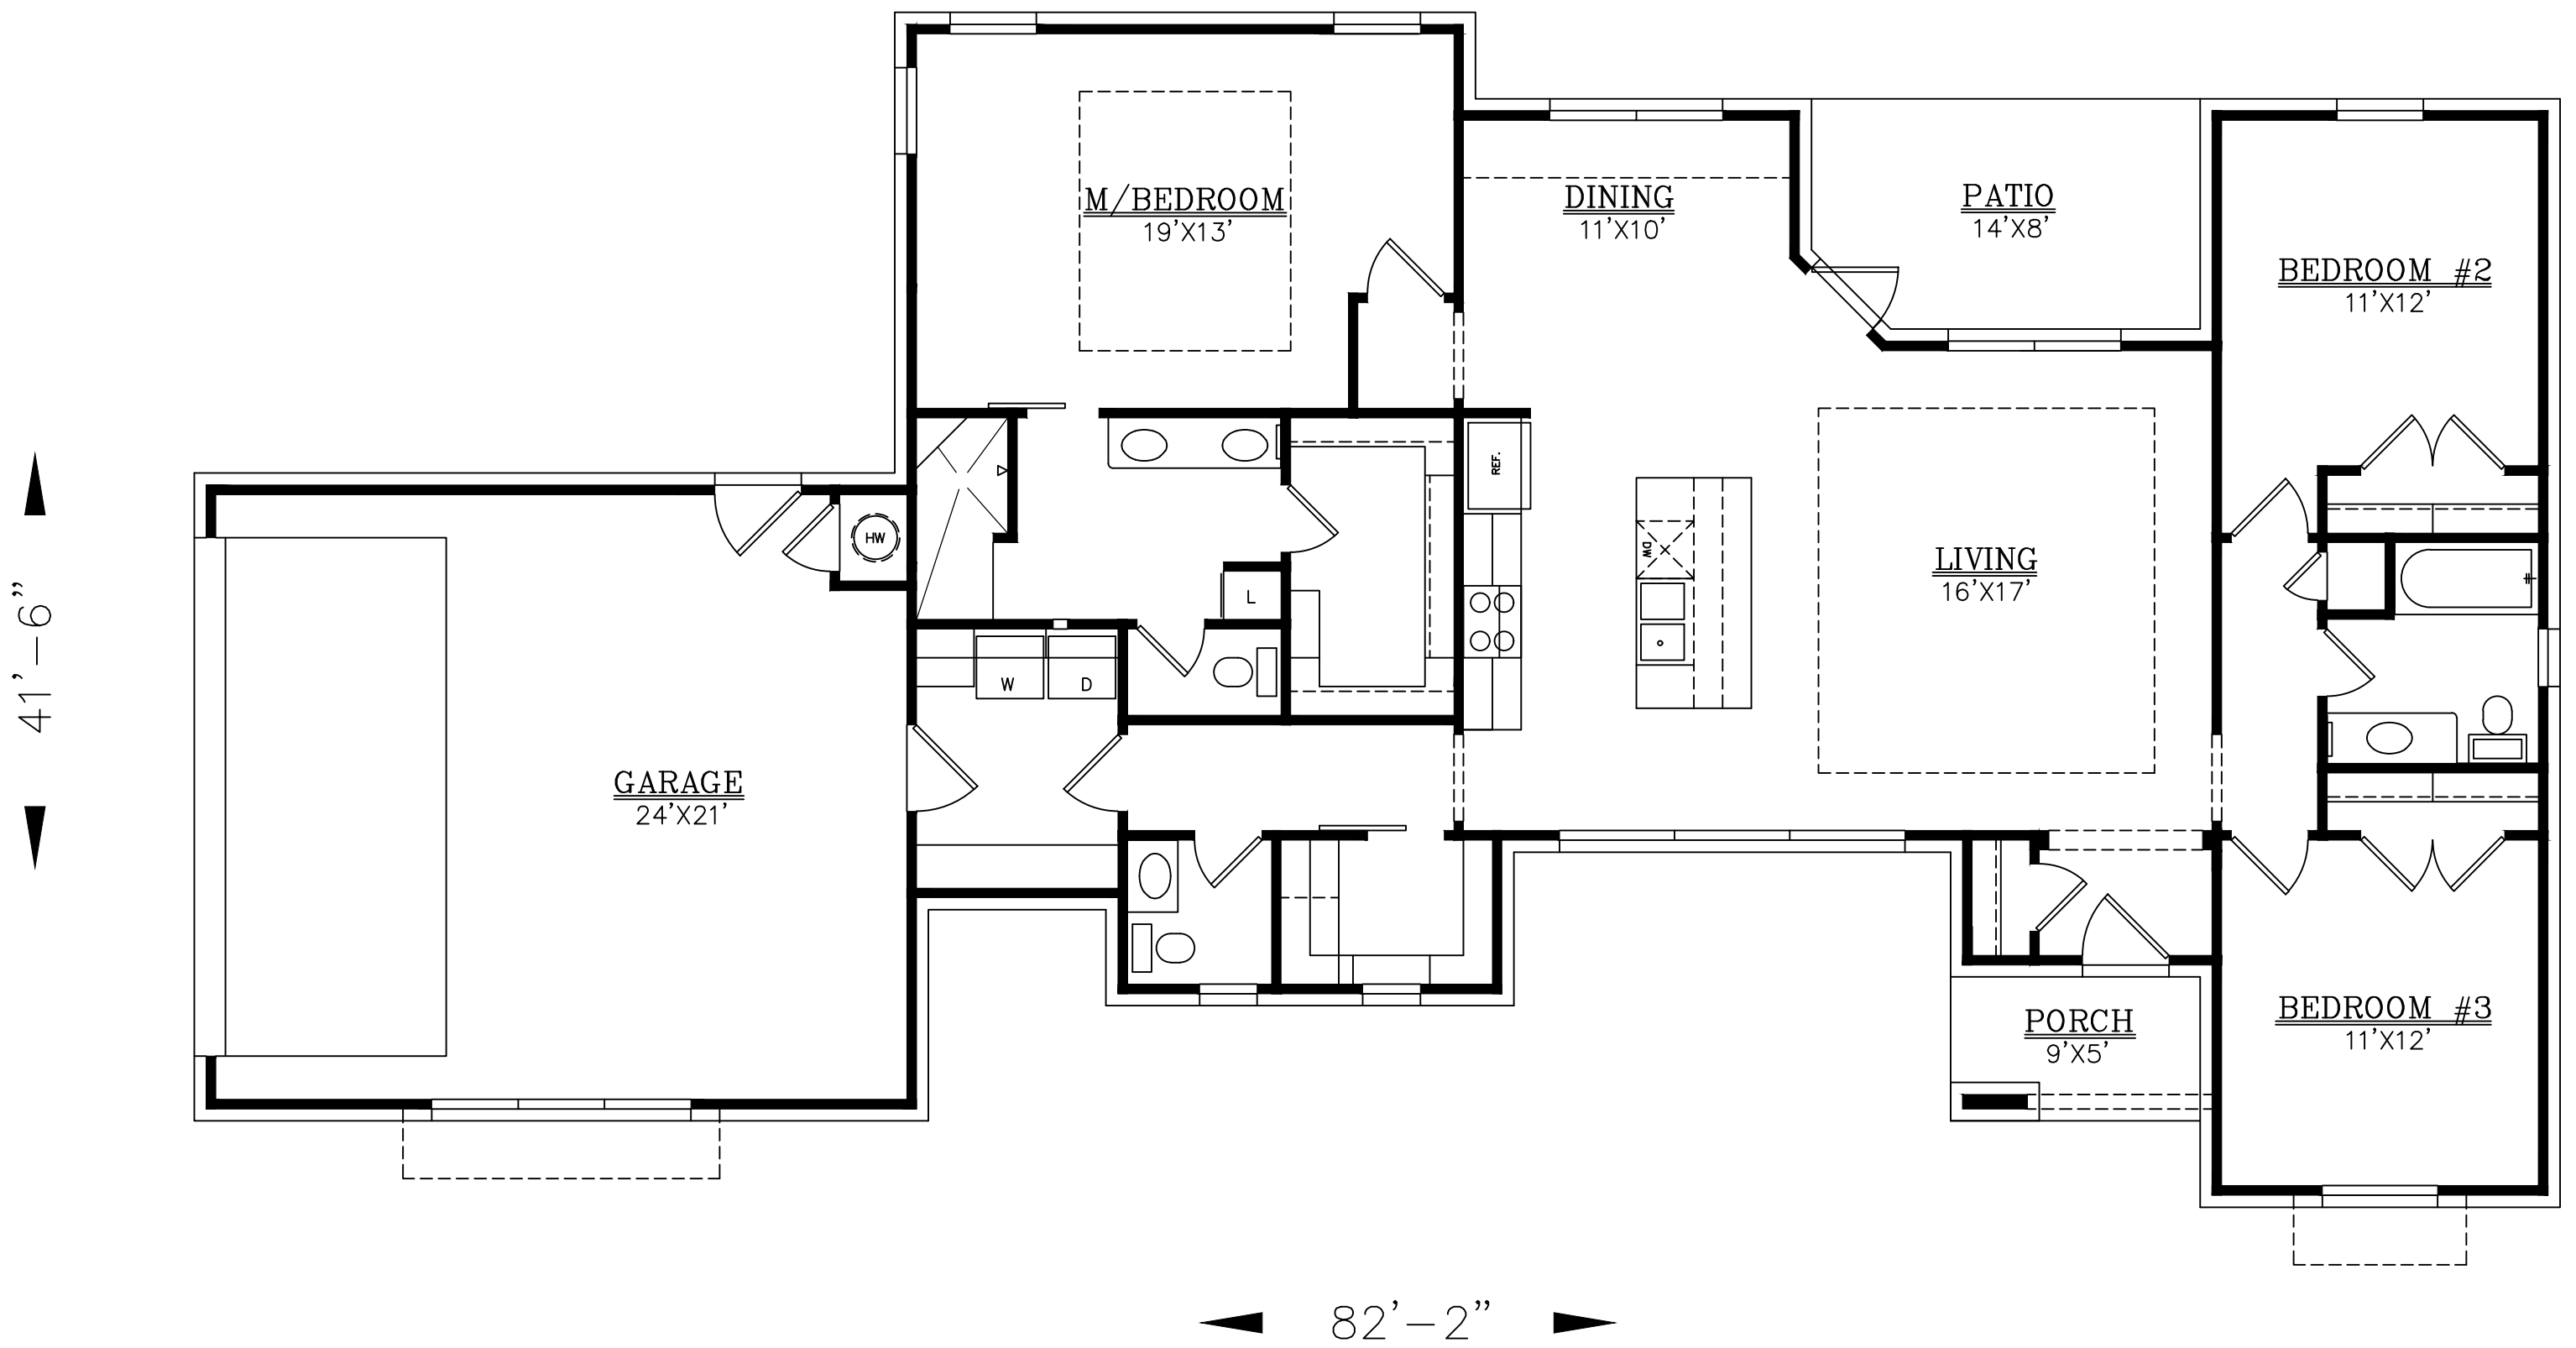 M/BEDROOM
19'X13'
DINING
11'X10'
PATIO
14'X8'
BEDROOM #2
11'X12'
REF.
HW
DW
LIVING
16'X17'
L
W
D
41'-6"
GARAGE
24'X21'
BEDROOM #3
11'X12'
PORCH
9'X5'
82'-2"